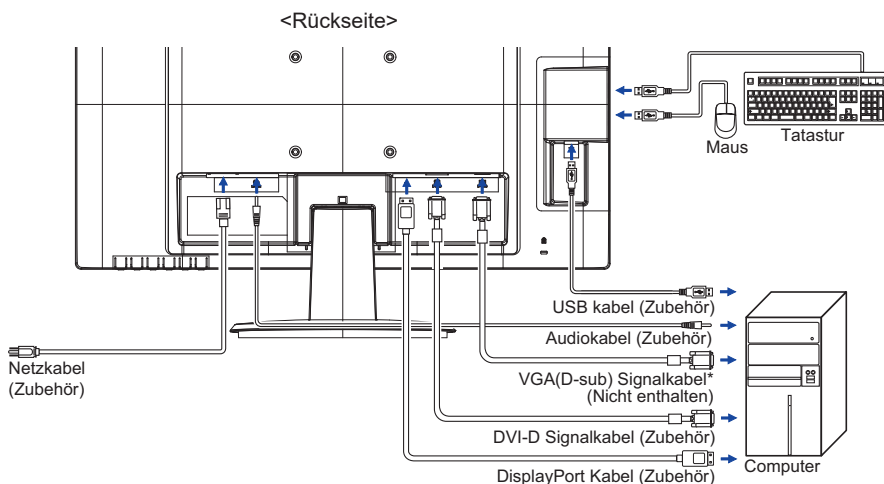 <Rückseite>
Maus
Tatastur
USB kabel (Zubehör)
Audiokabel (Zubehör)
Netzkabel
(Zubehör)
VGA(D-sub) Signalkabel*
(Nicht enthalten)
DVI-D Signalkabel (Zubehör)
Computer
DisplayPort Kabel (Zubehör)